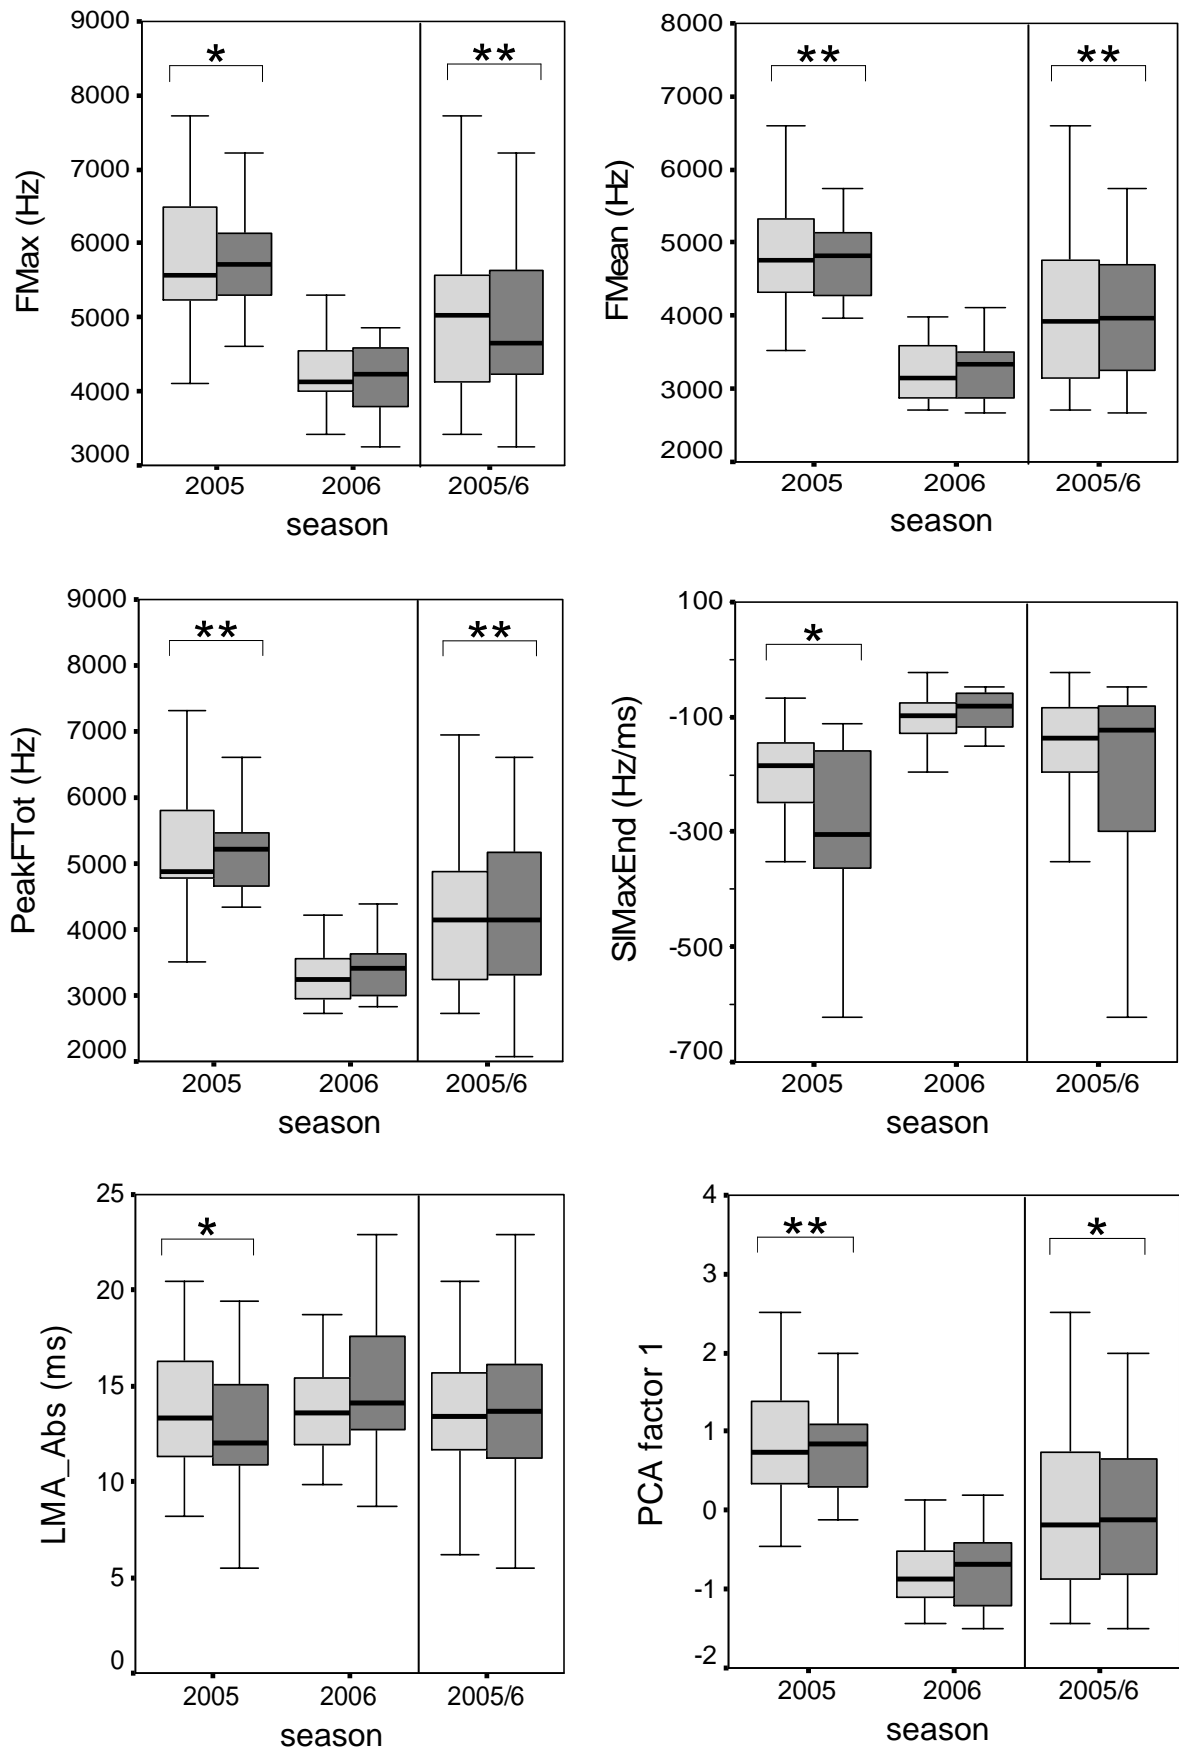 FMax (Hz)
9000
8000
7000
6000
5000
4000
3000
*
**
2005 2006 2005/6
season
FMean (Hz)
8000
7000
6000
5000
4000
3000
2000
**
**
2005 2006 2005/6
season
PeakFTot (Hz)
9000
8000
7000
6000
5000
4000
3000
2000
**
**
2005 2006 2005/6
season
SlMaxEnd (Hz/ms)
100
-100
-300
-500
-700
*
2005 2006 2005/6
season
LMA_Abs (ms)
25
20
15
10
5
0
*
2005 2006 2005/6
season
PCA factor 1
4
3
2
1
0
-1
-2
**
*
2005 2006 2005/6
season